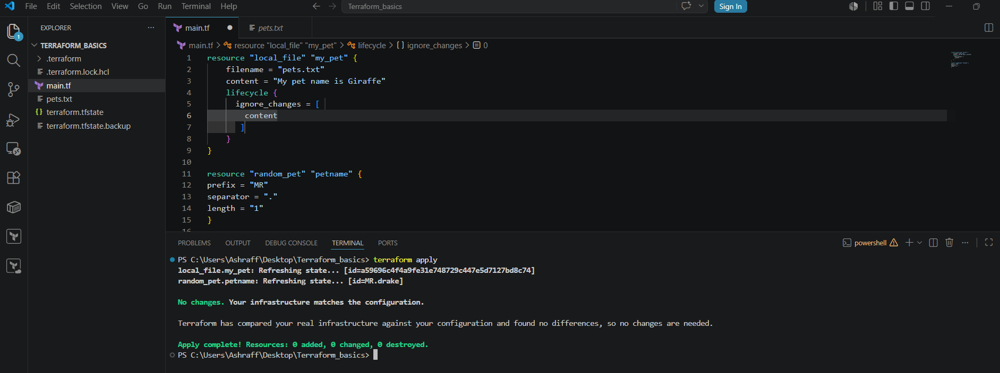 File Edit Selection View Go Run Terminal Help
Terraform_basics
Sign In
1
EXPLORER
TERRAFORM_BASICS
.terraform
.terraform.lock.hcl
main.tf
pets.txt
terraform.tfstate
terraform.tfstate.backup
main.tf
pets.txt
main.tf > resource "local_file" "my_pet" > lifecycle > [ ] ignore_changes > 0
1 resource "local_file" "my_pet" {
2 filename = "pets.txt"
3 content = "My pet name is Giraffe"
4 lifecycle {
5 ignore_changes = [
6 content
7 ]
8 }
9 }
10
11 resource "random_pet" "petname" {
12 prefix = "MR"
13 separator = "."
14 length = "1"
15 }
16
PROBLEMS OUTPUT DEBUG CONSOLE TERMINAL PORTS
powershell
PS C:\Users\Ashraff\Desktop\Terraform_basics> terraform apply
local_file.my_pet: Refreshing state... [id=a59696c4f4a9fe31e748729c447e5d7127bd8c74]
random_pet.petname: Refreshing state... [id=MR.drake]
No changes. Your infrastructure matches the configuration.
Terraform has compared your real infrastructure against your configuration and found no differences, so no changes are needed.
Apply complete! Resources: 0 added, 0 changed, 0 destroyed.
PS C:\Users\Ashraff\Desktop\Terraform_basics>